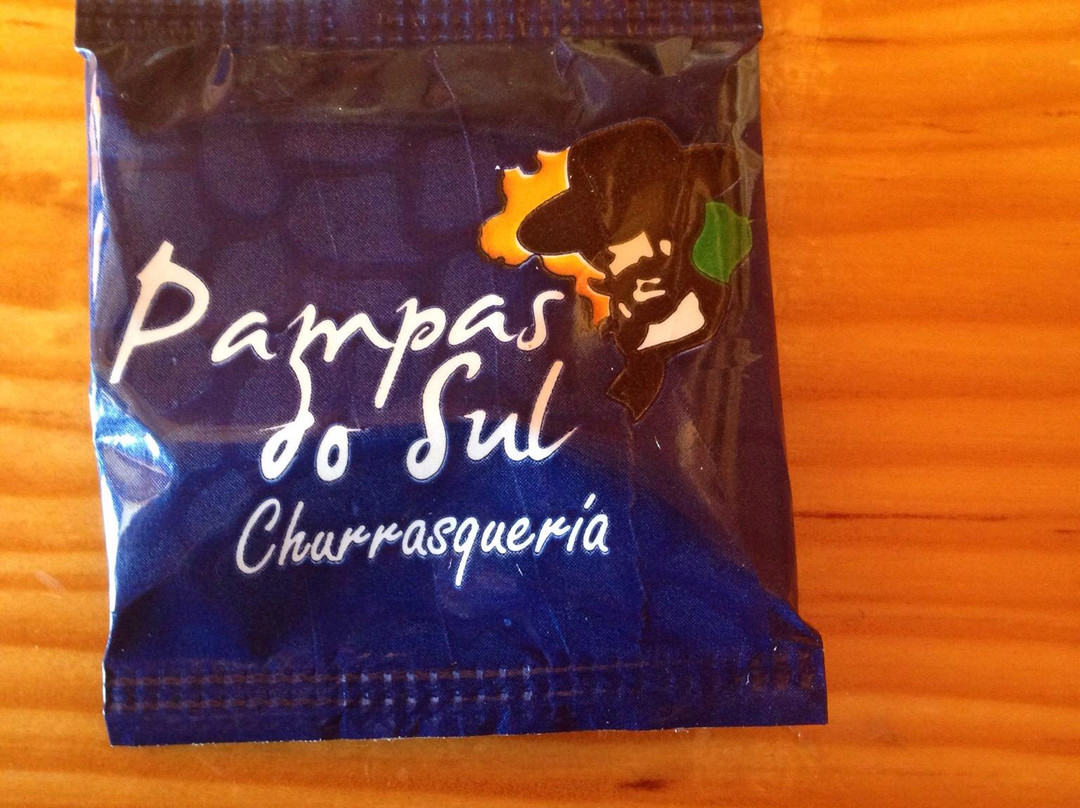 Pampas
do Sul
Churrasquería